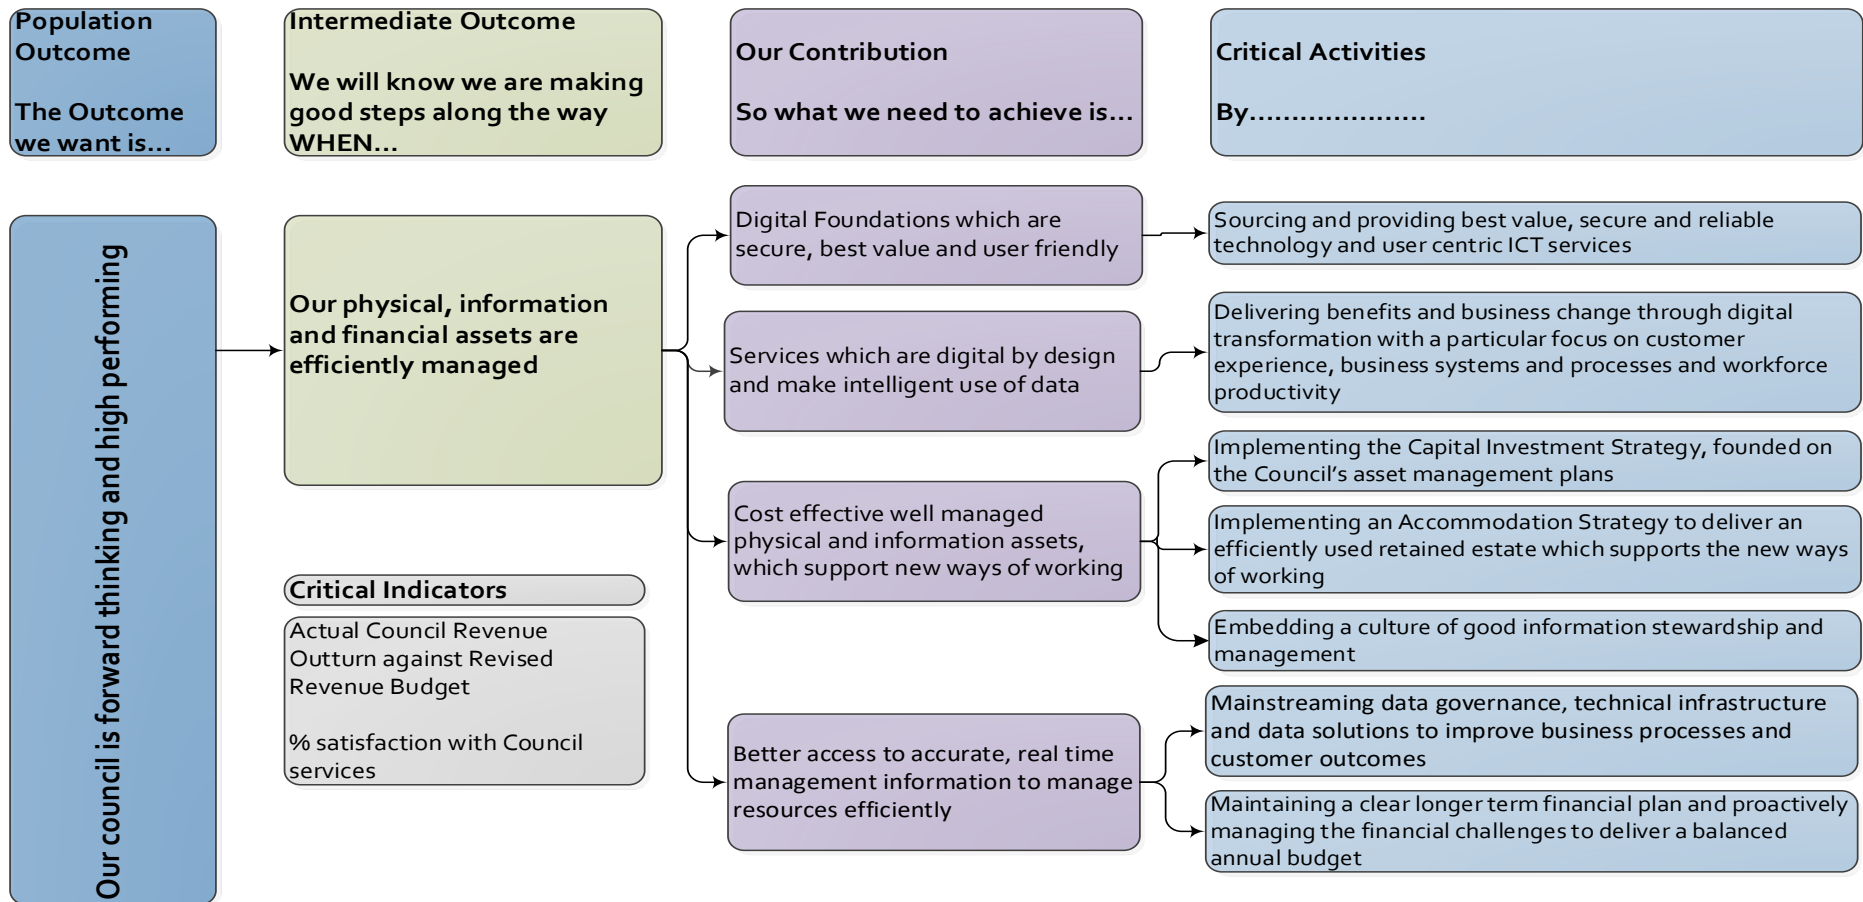 Population
Outcome
The Outcome
we want is...
Intermediate Outcome
We will know we are making
good steps along the way
WHEN...
Our Contribution
So what we need to achieve is...
Critical Activities
By.....................
Our council is forward thinking and high performing
Our physical, information
and financial assets are
efficiently managed
Critical Indicators
Actual Council Revenue
Outturn against Revised
Revenue Budget
% satisfaction with Council
services
Digital Foundations which are
secure, best value and user friendly
Services which are digital by design
and make intelligent use of data
Cost effective well managed
physical and information assets,
which support new ways of working
Better access to accurate, real time
management information to manage
resources efficiently
Sourcing and providing best value, secure and reliable
technology and user centric ICT services
Delivering benefits and business change through digital
transformation with a particular focus on customer
experience, business systems and processes and workforce
productivity
Implementing the Capital Investment Strategy, founded on
the Council’s asset management plans
Implementing an Accommodation Strategy to deliver an
efficiently used retained estate which supports the new ways
of working
Embedding a culture of good information stewardship and
management
Mainstreaming data governance, technical infrastructure
and data solutions to improve business processes and
customer outcomes
Maintaining a clear longer term financial plan and proactively
managing the financial challenges to deliver a balanced
annual budget